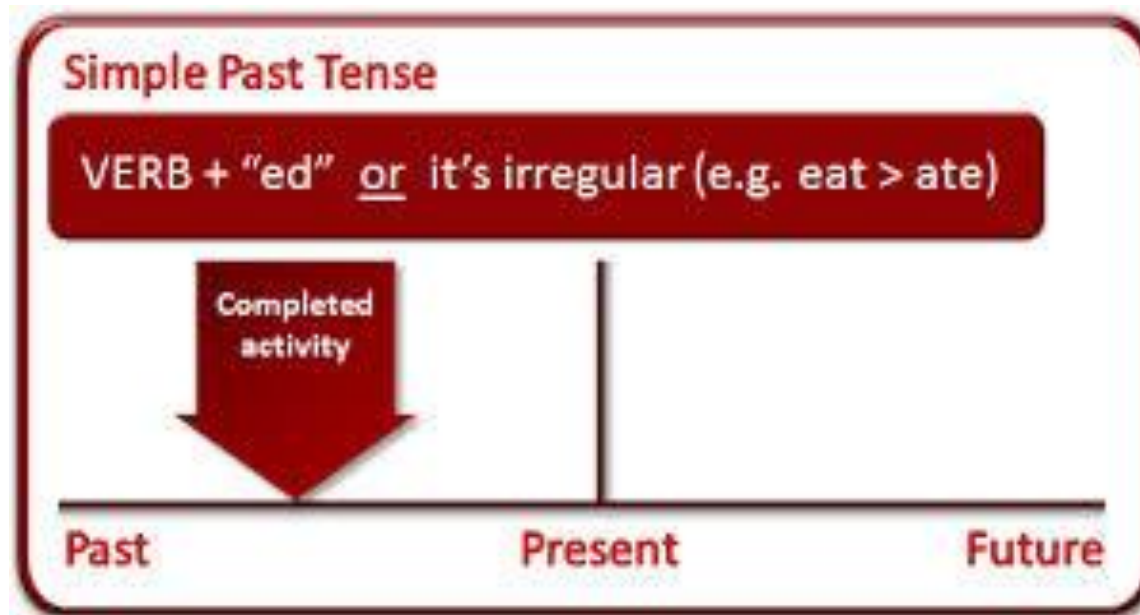 Simple Past Tense
VERB + “ed” or it’s irregular (e.g. eat > ate)
Completed
activity
Past Present Future